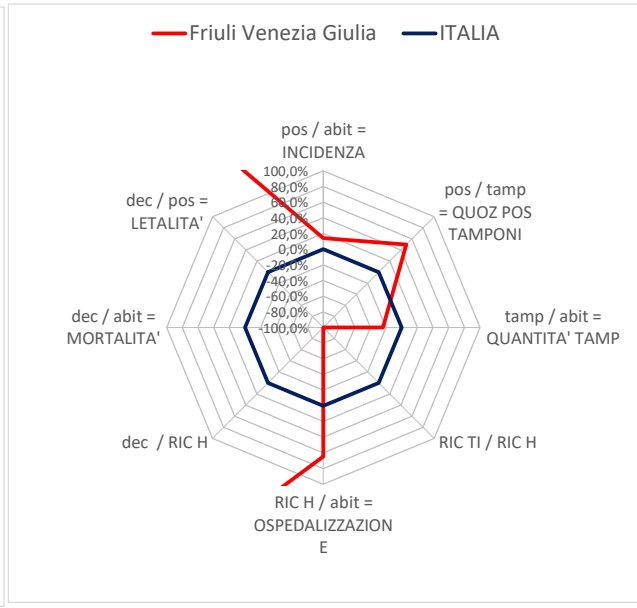 Friuli Venezia Giulia ITALIA
pos / abit =
INCIDENZA
100,0%
80,0%
60,0%
40,0%
20,0%
0,0%
-20,0%
-40,0%
-60,0%
-80,0%
-100,0%
pos / tamp
= QUOZ POS
TAMPONI
tamp / abit =
QUANTITA' TAMP
RIC TI / RIC H
RIC H / abit =
OSPEDALIZZAZION
E
dec / RIC H
dec / abit =
MORTALITA'
dec / pos =
LETALITA'